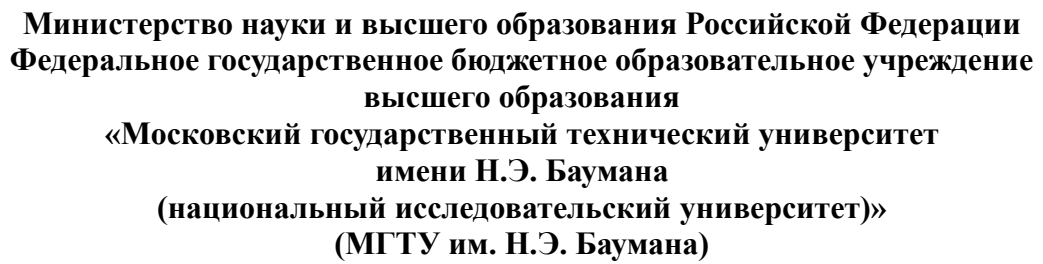 Министерство науки и высшего образования Российской Федерации
Федеральное государственное бюджетное образовательное учреждение
высшего образования
«Московский государственный технический университет
имени Н.Э. Баумана
(национальный исследовательский университет)»
(МГТУ им. Н.Э. Баумана)